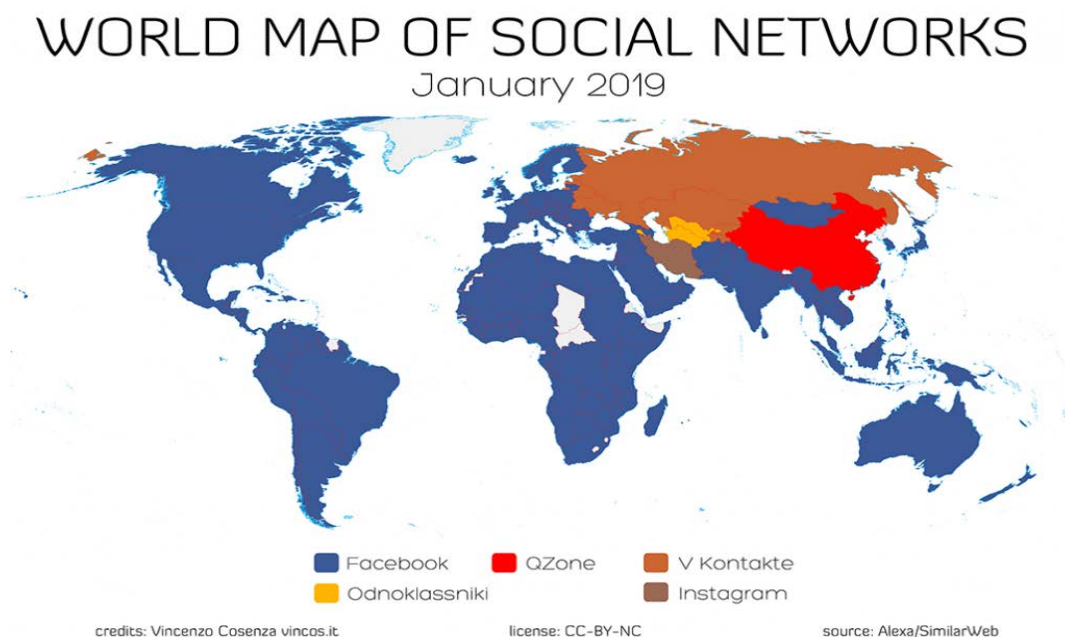 WORLD MAP OF SOCIAL NETWORKS
January 2019
Facebook QZone V Kontakte
Odnoklassniki Instagram
credits: Vincenzo Cosenza vincos.it license: CC-BY-NC source: Alexa/SimilarWeb